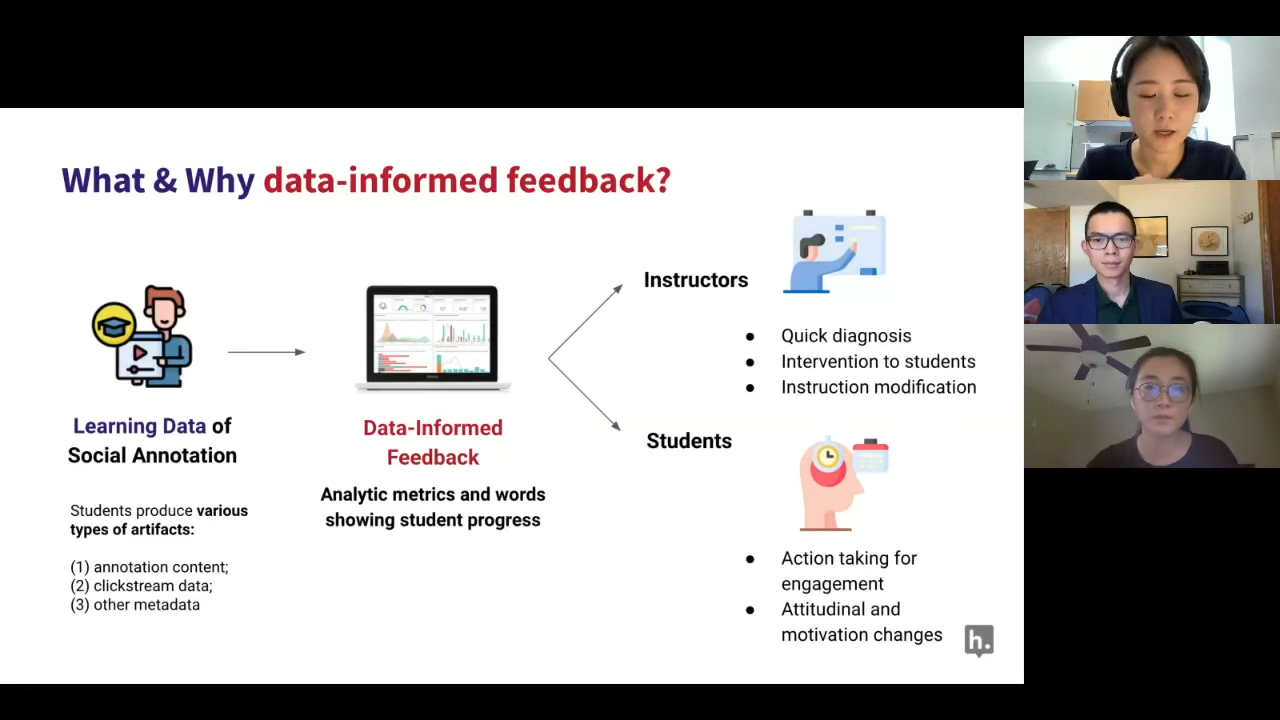 What & Why data-informed feedback?
Learning Data of
Social Annotation
Students produce various
types of artifacts:
(1) annotation content;
(2) clickstream data;
(3) other metadata
Data-Informed
Feedback
Analytic metrics and words
showing student progress
Instructors
● Quick diagnosis
● Intervention to students
● Instruction modification
Students
● Action taking for
engagement
● Attitudinal and
motivation changes
h.